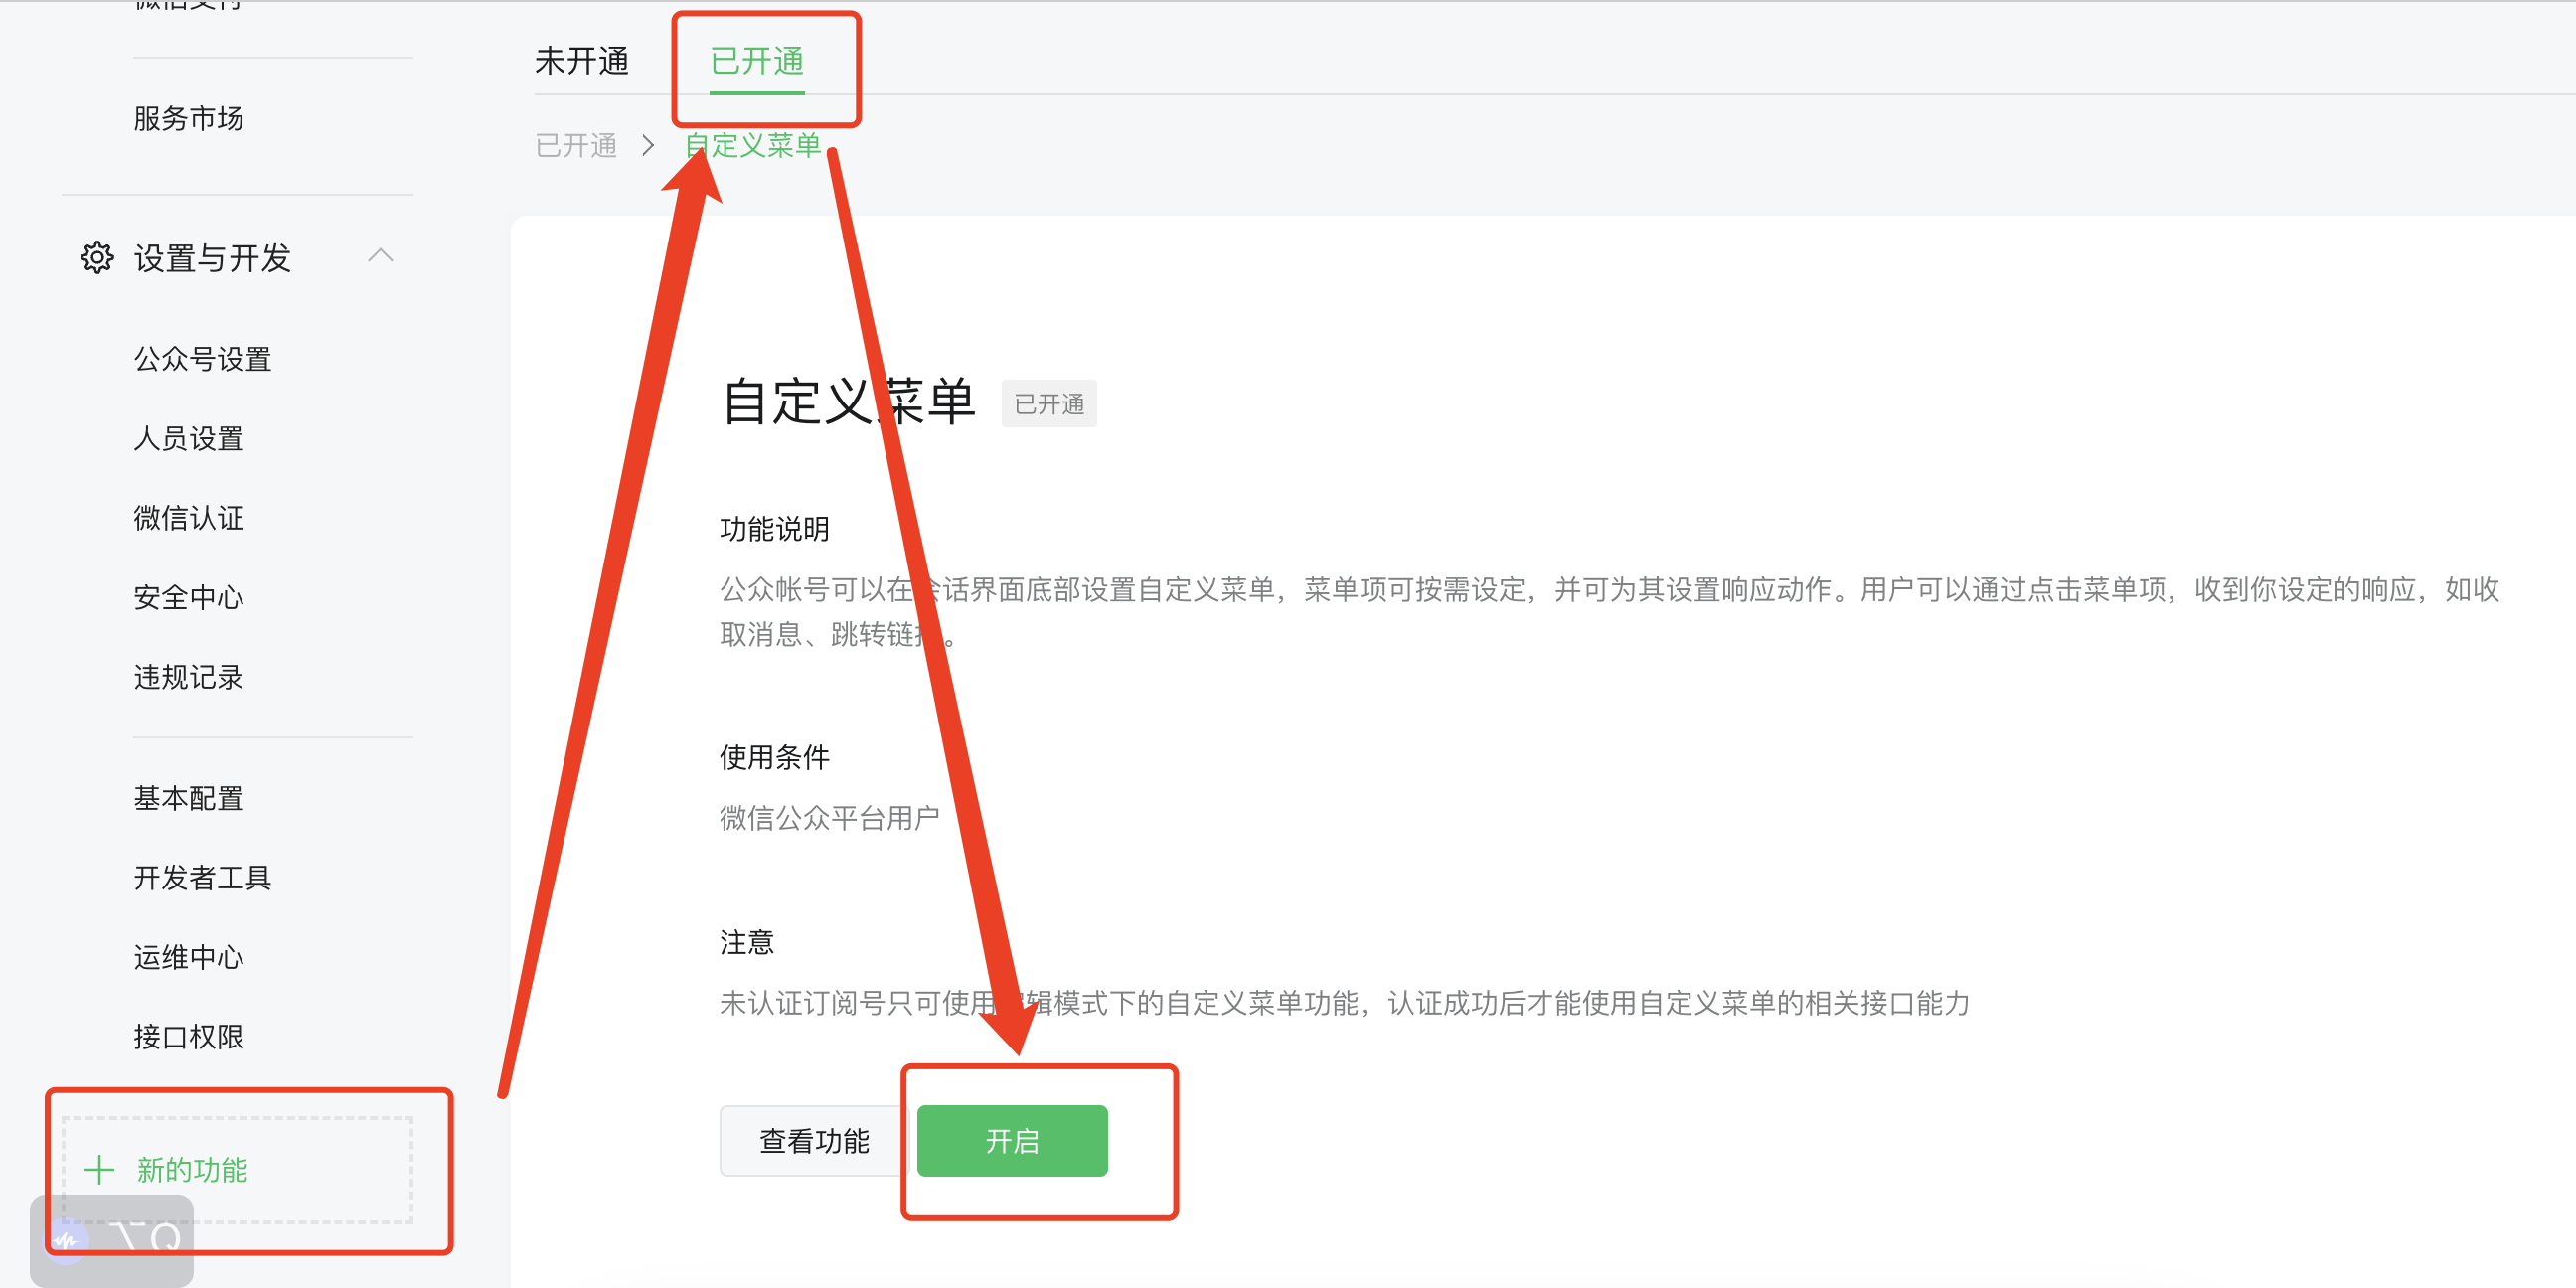 服务市场
设置与开发
公众号设置
人员设置
微信认证
安全中心
违规记录
基本配置
开发者工具
运维中心
接口权限
新的功能
⌥Q
未开通 已开通
已开通 > 自定义菜单
自定义菜单 已开通
功能说明
公众帐号可以在会话界面底部设置自定义菜单，菜单项可按需设定，并可为其设置响应动作。用户可以通过点击菜单项，收到你设定的响应，如收
取消息、跳转链接。
使用条件
微信公众平台用户
注意
未认证订阅号只可使用编辑模式下的自定义菜单功能，认证成功后才能使用自定义菜单的相关接口能力
查看功能 开启